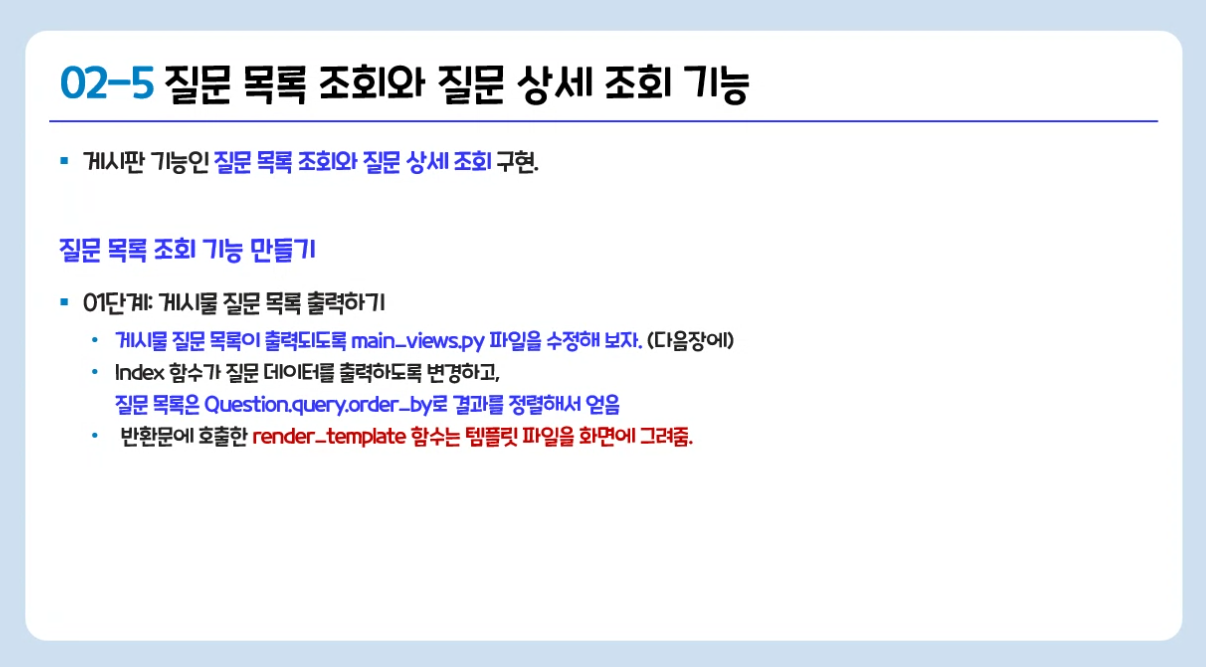 02-5 질문 목록 조회와 질문 상세 조회 기능
▪ 게시판 기능인 질문 목록 조회와 질문 상세 조회 구현.
질문 목록 조회 기능 만들기
▪ 01단계: 게시물 질문 목록 출력하기
• 게시물 질문 목록이 출력되도록 main_views.py 파일을 수정해 보자. (다음장에)
• Index 함수가 질문 데이터를 출력하도록 변경하고,
질문 목록은 Question.query.order_by로 결과를 정렬해서 얻음
• 반환문에 호출한 render_template 함수는 템플릿 파일을 화면에 그려줌.